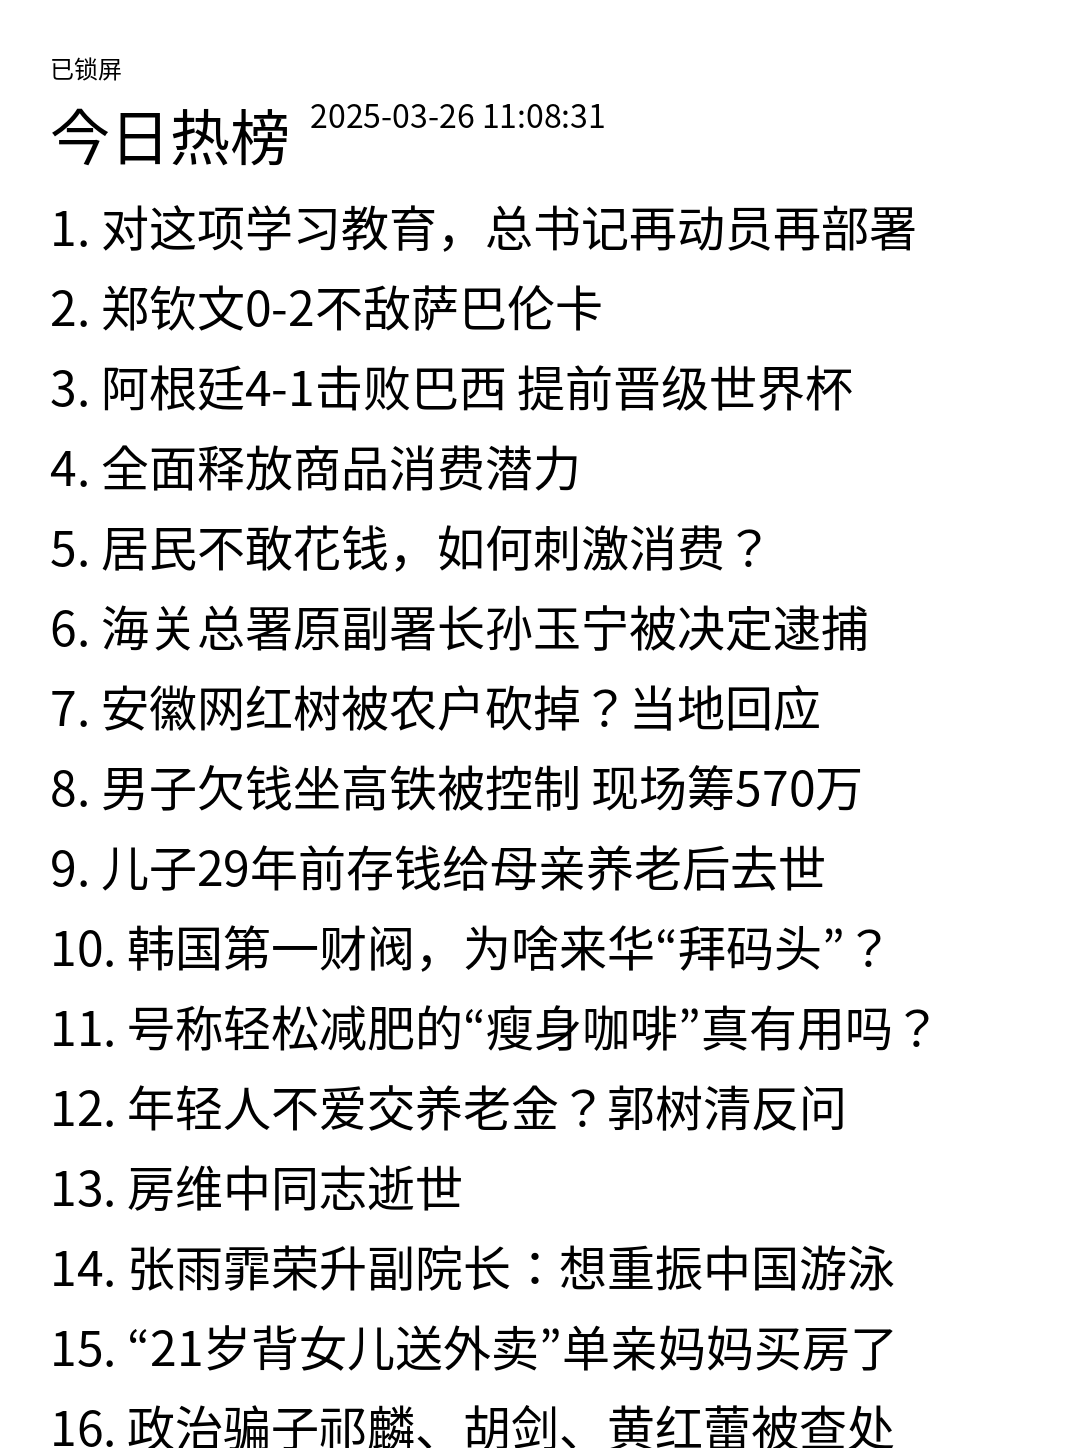 已锁屏
今日热榜 2025-03-26 11:08:31
1. 对这项学习教育，总书记再动员再部署
2. 郑钦文0-2不敌萨巴伦卡
3. 阿根廷4-1击败巴西 提前晋级世界杯
4. 全面释放商品消费潜力
5. 居民不敢花钱，如何刺激消费？
6. 海关总署原副署长孙玉宁被决定逮捕
7. 安徽网红树被农户砍掉？当地回应
8. 男子欠钱坐高铁被控制 现场筹570万
9. 儿子29年前存钱给母亲养老后去世
10. 韩国第一财阀，为啥来华“拜码头”？
11. 号称轻松减肥的“瘦身咖啡”真有用吗？
12. 年轻人不爱交养老金？郭树清反问
13. 房维中同志逝世
14. 张雨霏荣升副院长：想重振中国游泳
15. “21岁背女儿送外卖”单亲妈妈买房了
16. 政治骗子祁麟、胡剑、黄红蕾被查处